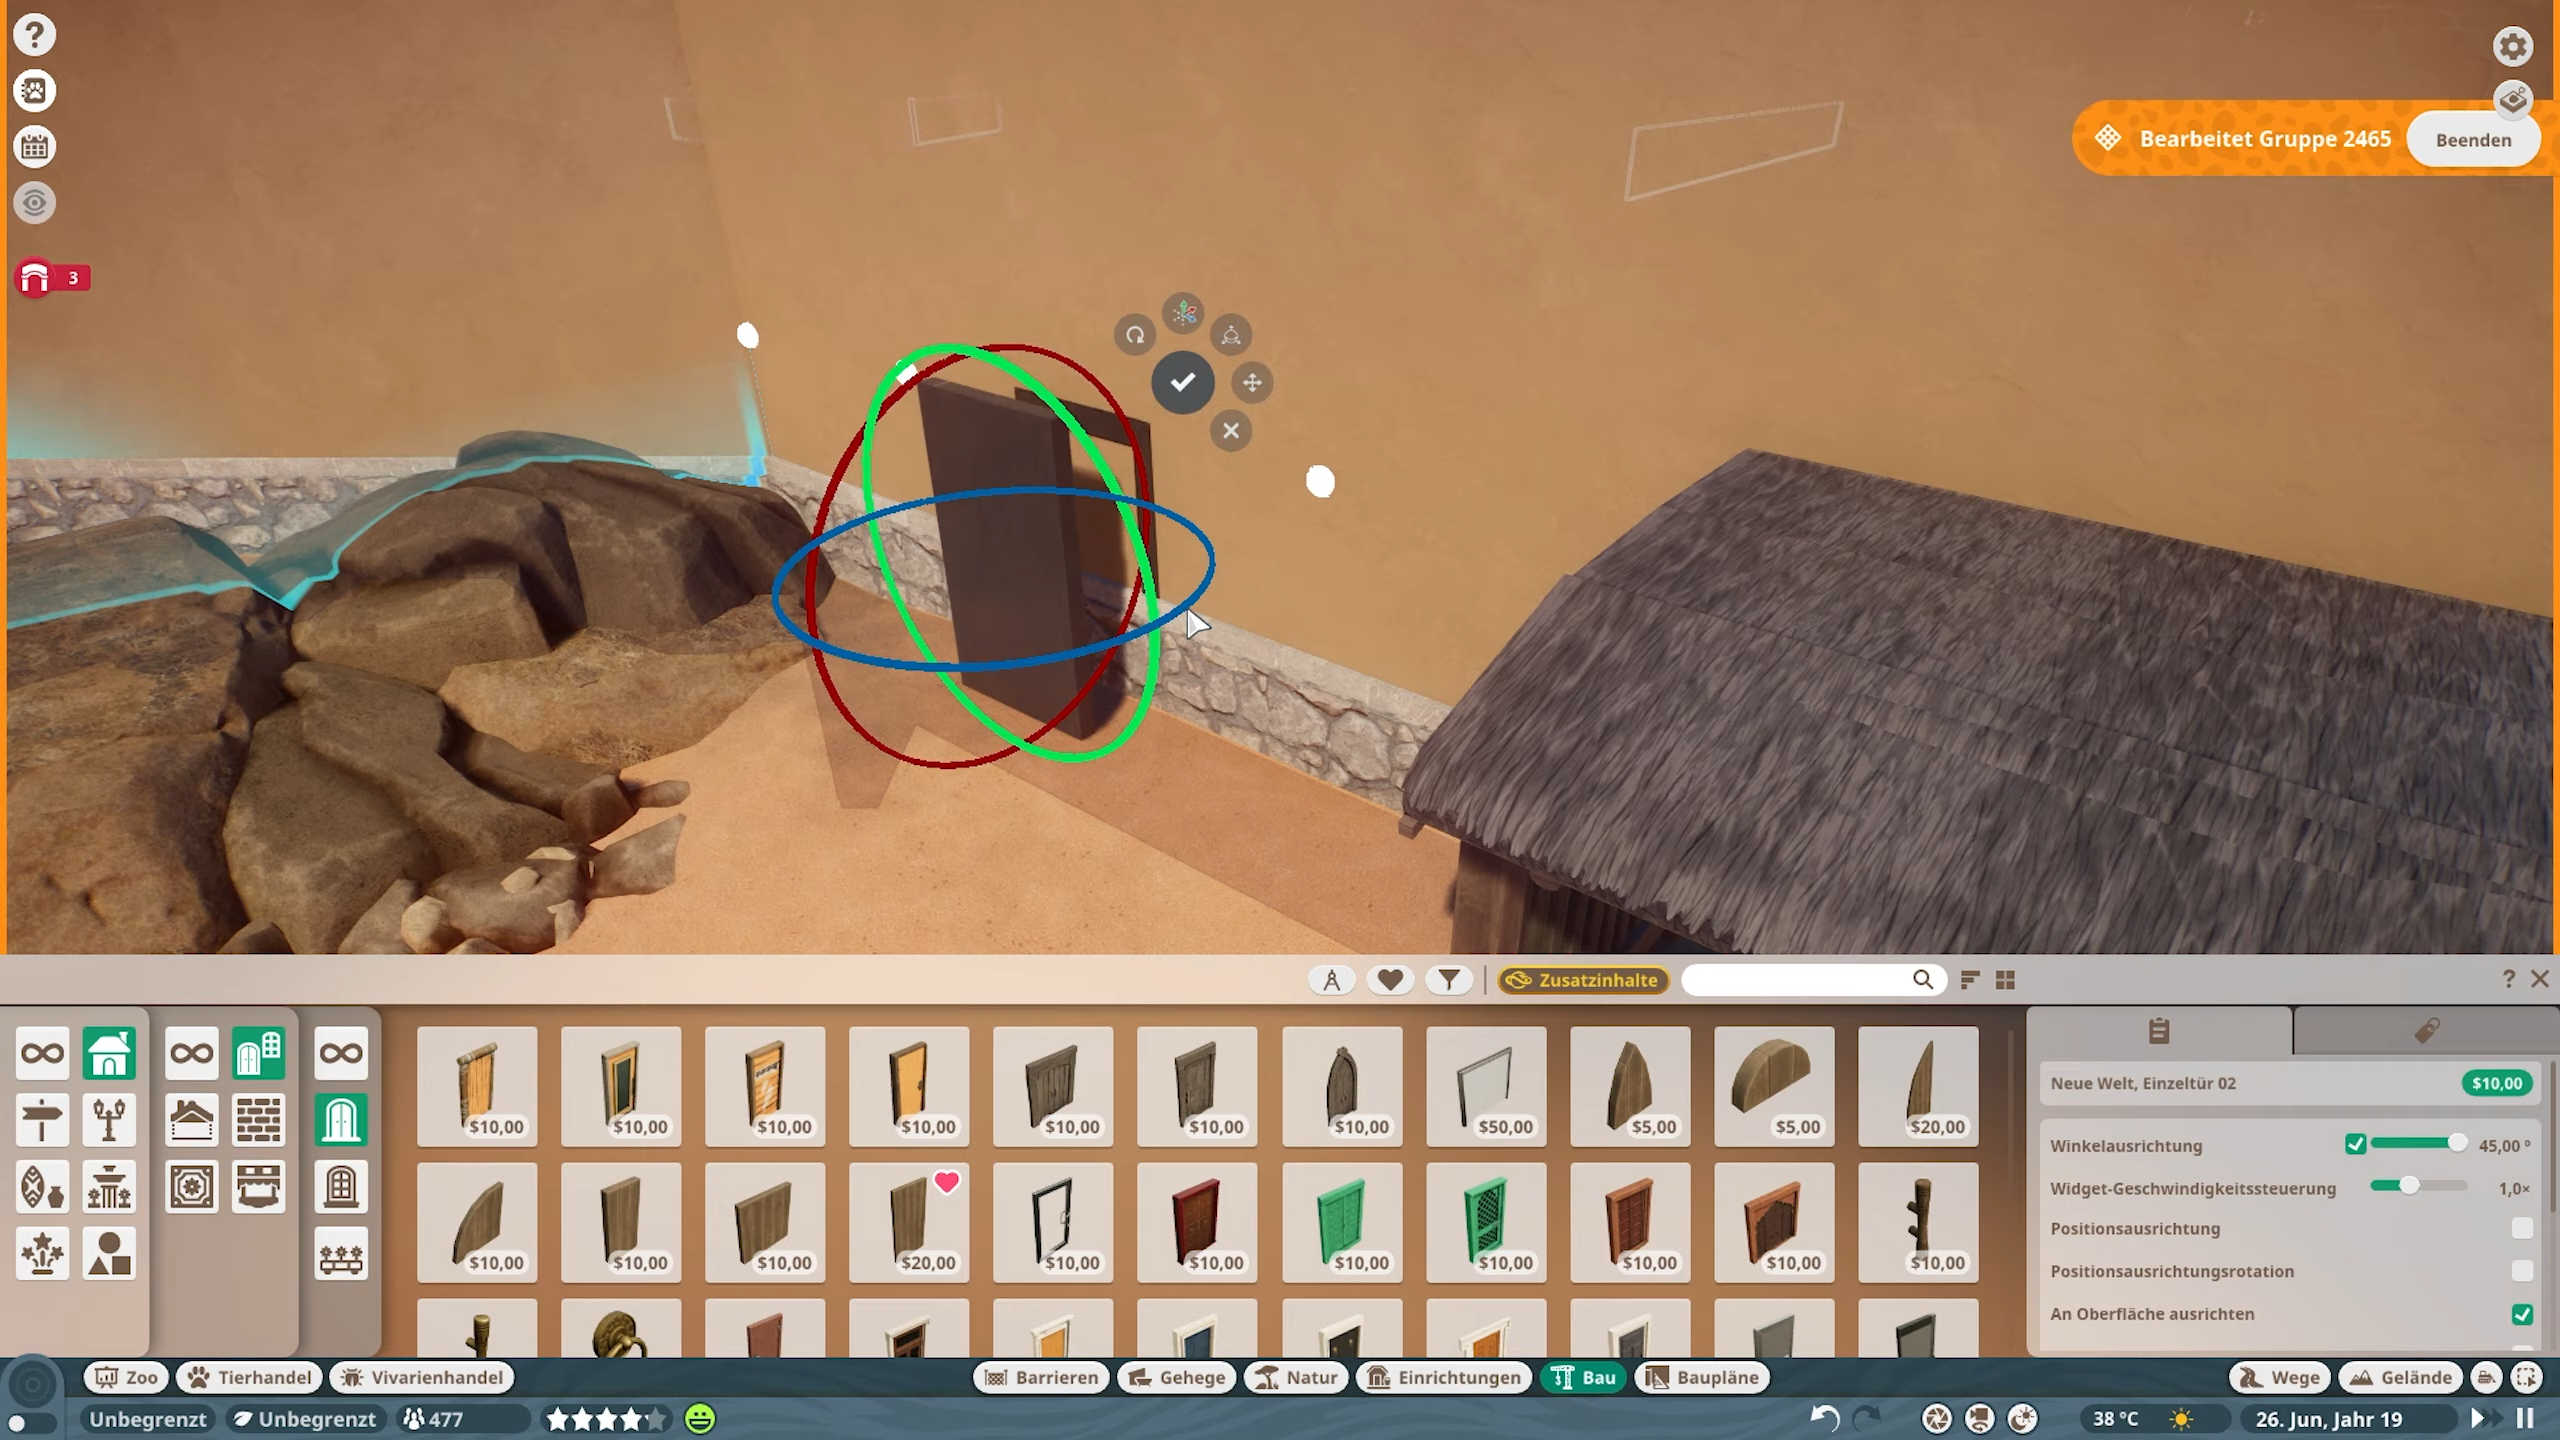 Bearbeitet Gruppe 2465
Beenden
3
Zusatzinhalte
$10,00
$10,00
$10,00
$10,00
$10,00
$10,00
$10,00
$50,00
$5,00
$5,00
$20,00
$10,00
$10,00
$10,00
$20,00
$10,00
$10,00
$10,00
$10,00
$10,00
$10,00
$10,00
Neue Welt, Einzeltür 02
$10,00
Winkelausrichtung
45,00 °
Widget-Geschwindigkeitssteuerung
1,0×
Positionsausrichtung
Positionsausrichtungsrotation
An Oberfläche ausrichten
Zoo
Tierhandel
Vivarienhandel
Barrieren
Gehege
Natur
Einrichtungen
Bau
Baupläne
Wege
Gelände
Unbegrenzt
Unbegrenzt
477
38 °C
26. Jun, Jahr 19